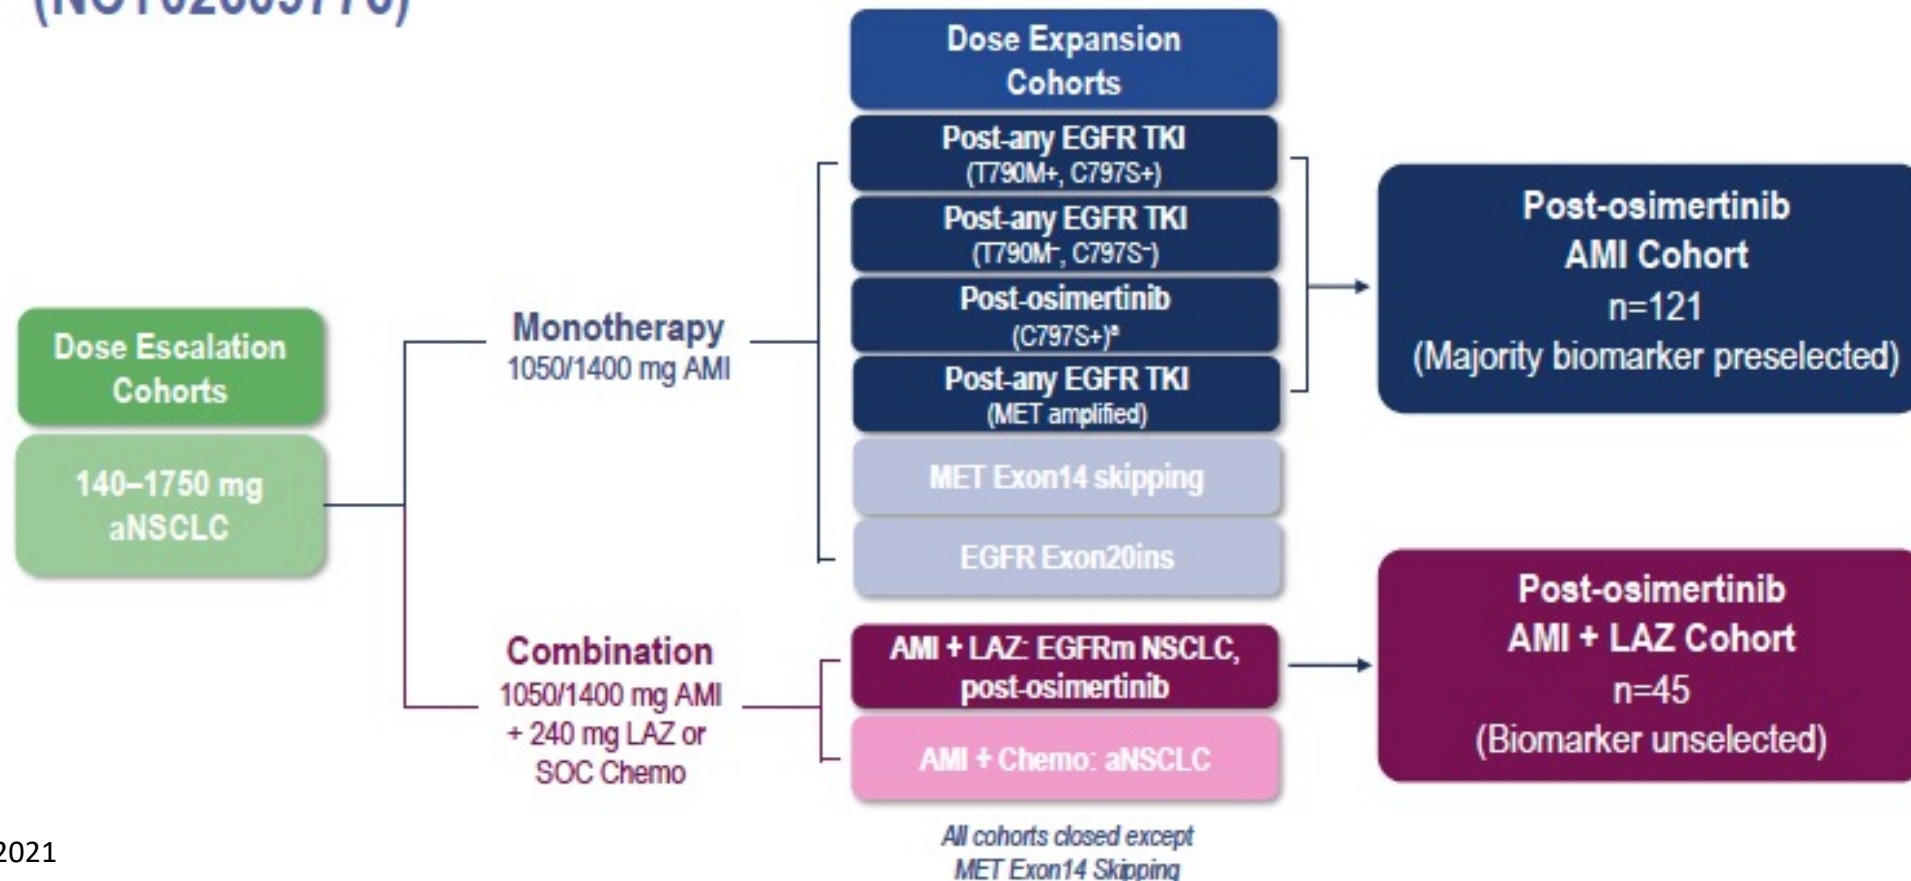 (NCT02609776)
Dose Escalation
Cohorts
140–1750 mg
aNSCLC
Monotherapy
1050/1400 mg AMI
Combination
1050/1400 mg AMI
+ 240 mg LAZ or
SOC Chemo
Dose Expansion
Cohorts
Post-any EGFR TKI
(T790M+, C797S+)
Post-any EGFR TKI
(T790M⁻, C797S⁻)
Post-osimertinib
(C797S+)ᵃ
Post-any EGFR TKI
(MET amplified)
MET Exon14 skipping
EGFR Exon20ins
AMI + LAZ: EGFRm NSCLC,
post-osimertinib
AMI + Chemo: aNSCLC
All cohorts closed except
MET Exon14 Skipping
Post-osimertinib
AMI Cohort
n=121
(Majority biomarker preselected)
Post-osimertinib
AMI + LAZ Cohort
n=45
(Biomarker unselected)
2021